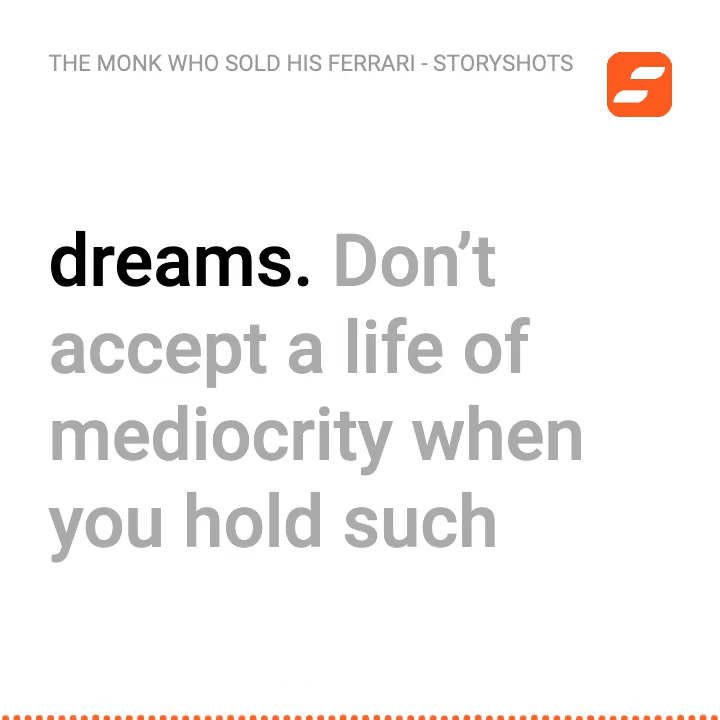 THE MONK WHO SOLD HIS FERRARI - STORYSHOTS
dreams. Don’t
accept a life of
mediocrity when
you hold such